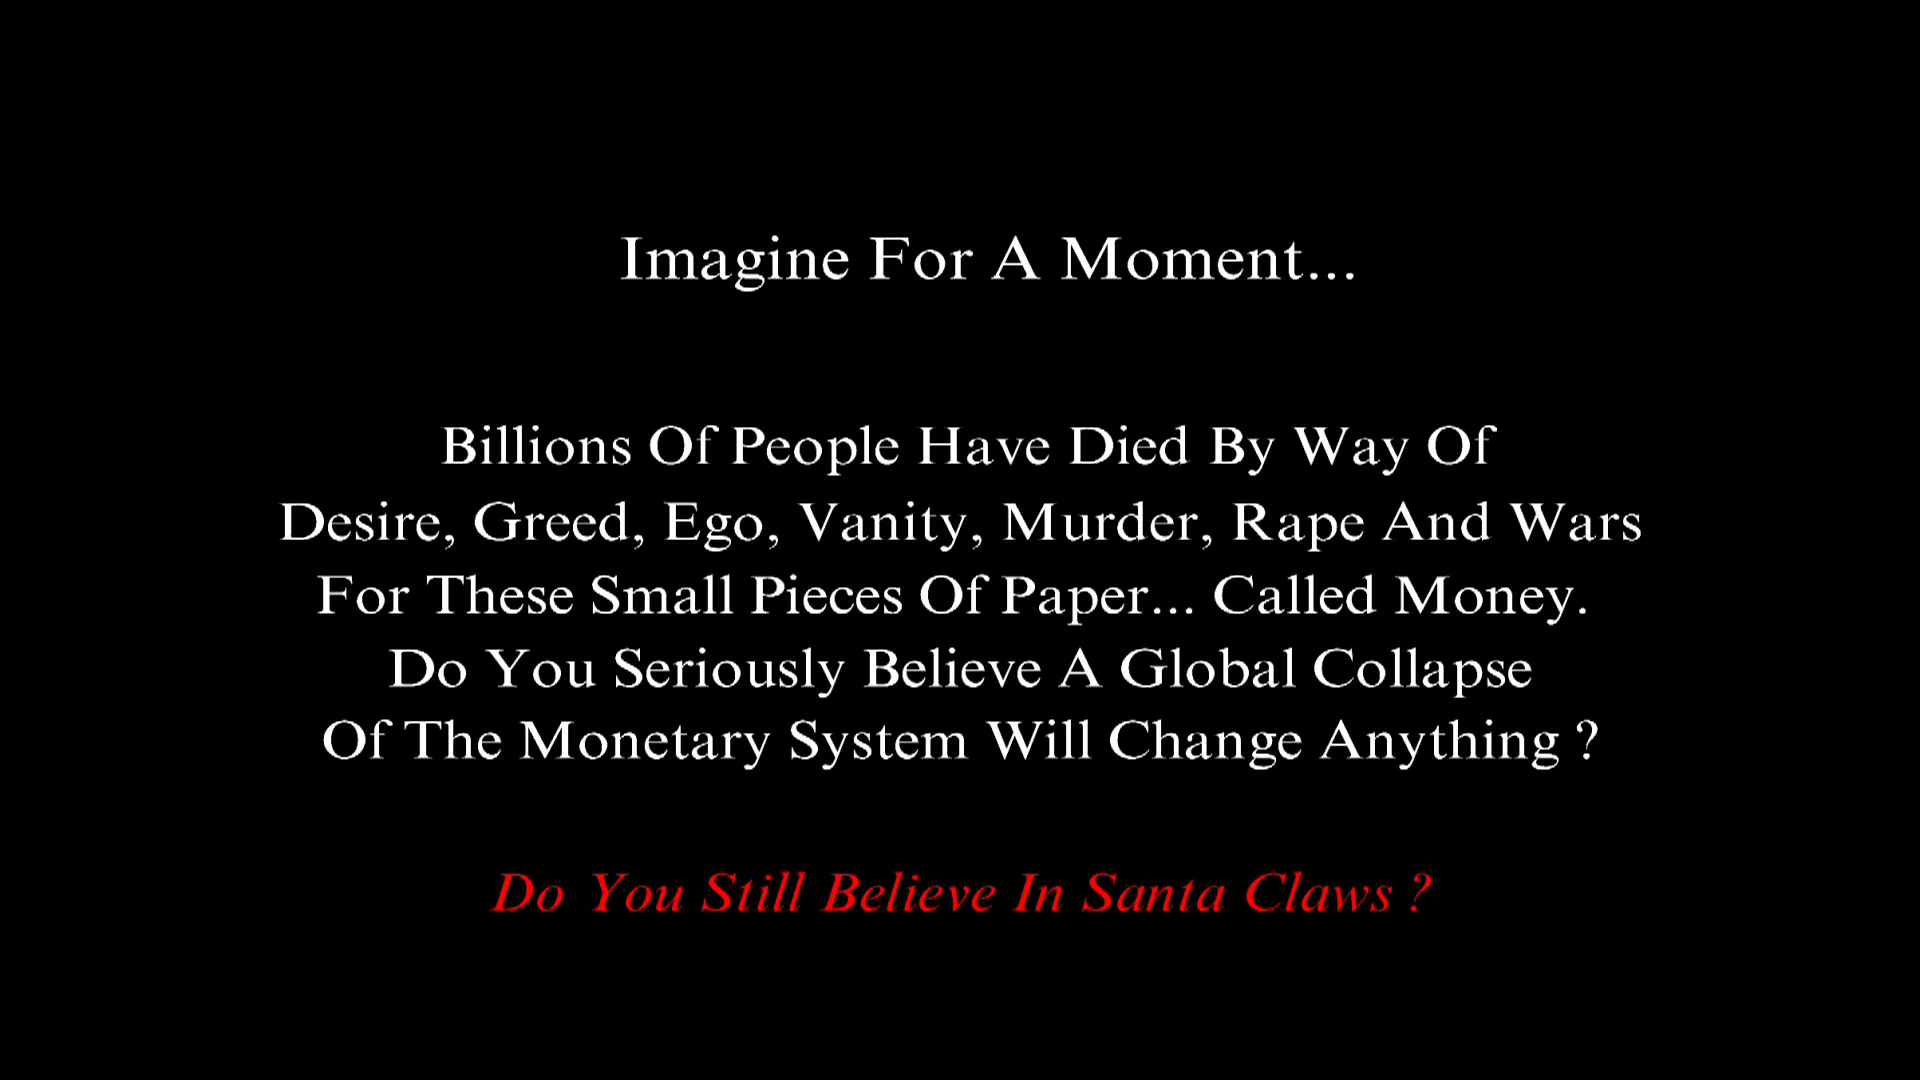 Imagine For A Moment...
Billions Of People Have Died By Way Of
Desire, Greed, Ego, Vanity, Murder, Rape And Wars
For These Small Pieces Of Paper... Called Money.
Do You Seriously Believe A Global Collapse
Of The Monetary System Will Change Anything ?
Do You Still Believe In Santa Claws ?